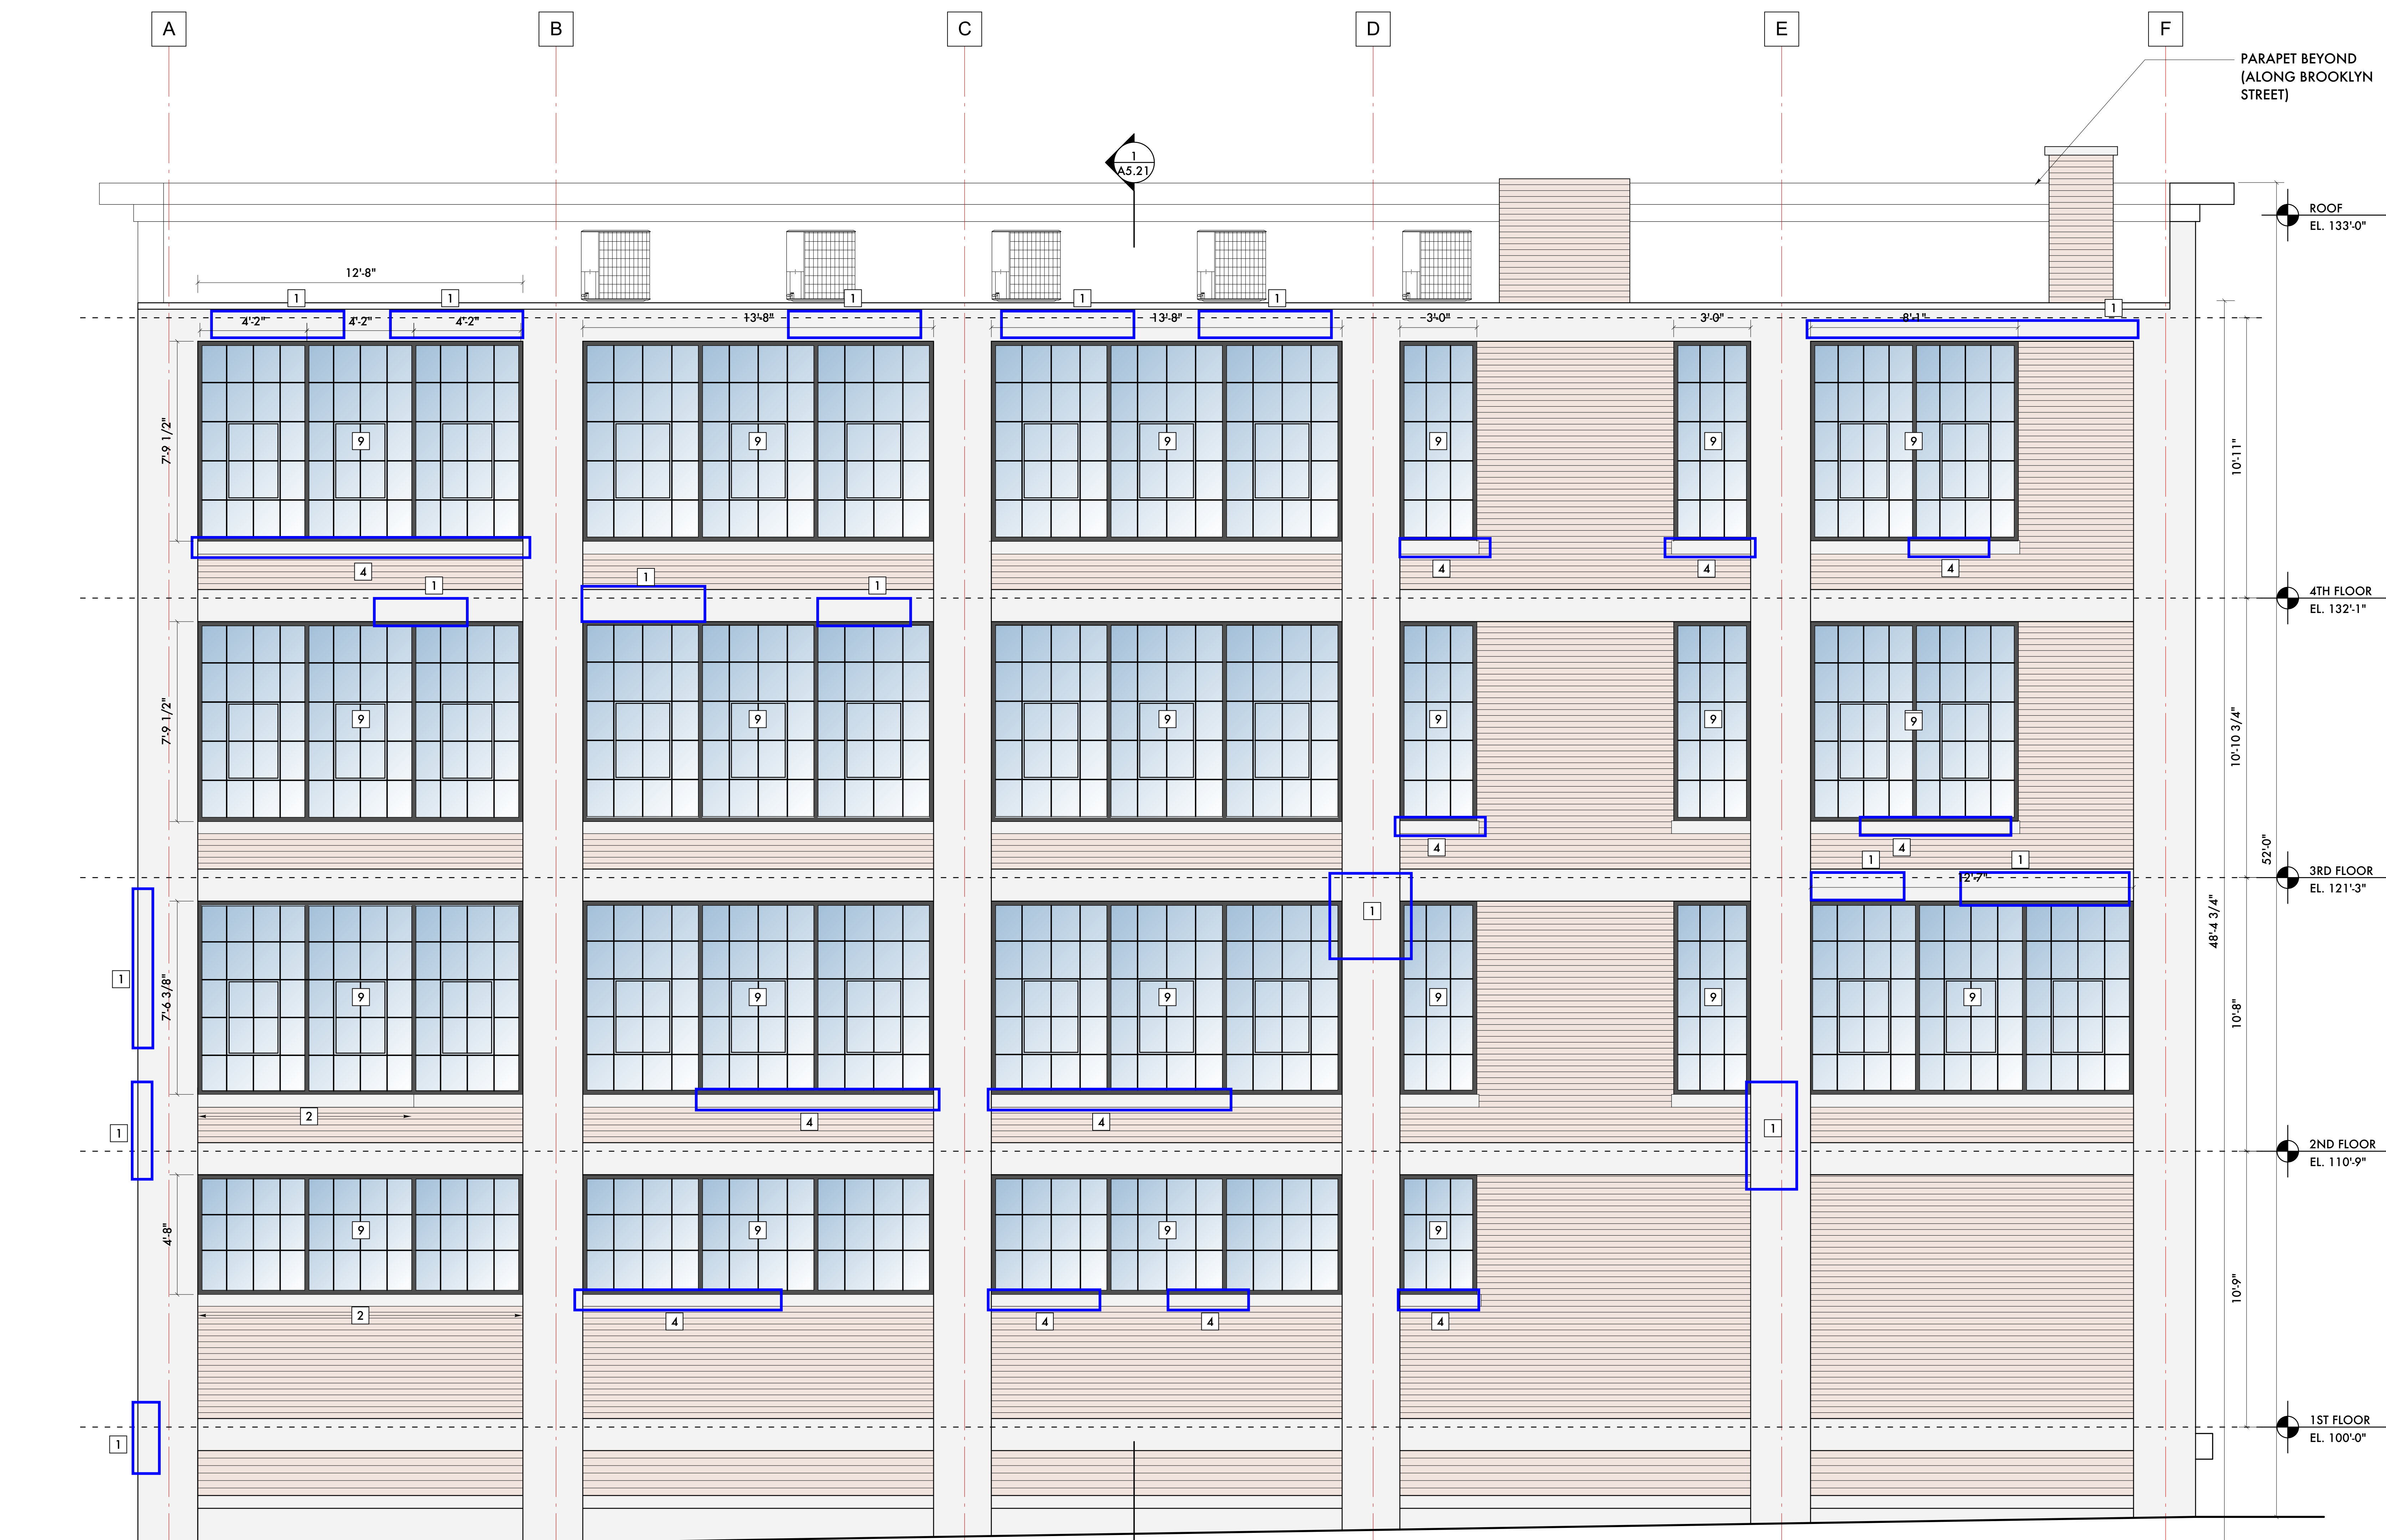 A B C D E F
PARAPET BEYOND
(ALONG BROOKLYN
STREET)
1
A5.21
ROOF
EL. 133'-0"
12'-8"
1 1 1 1 1 1
4'-2" 4'-2" 4'-2" 13'-8" 13'-8" 3'-0" 3'-0" 8'-1"
7'-9 1/2"
9 9 9 9 9 9
10'-11"
4 4 4 4
1 1 1
4TH FLOOR
EL. 132'-1"
7'-9 1/2"
9 9 9 9 9 9
10'-10 3/4"
4 4
1 1
52'-0"
3RD FLOOR
EL. 121'-3"
2'-7"
1
48'-4 3/4"
1
7'-6 3/8"
9 9 9 9 9 9
10'-8"
2 4 4
1 1
2ND FLOOR
EL. 110'-9"
4'-8"
9 9 9 9
10'-9"
2 4 4 4 4
1
1ST FLOOR
EL. 100'-0"